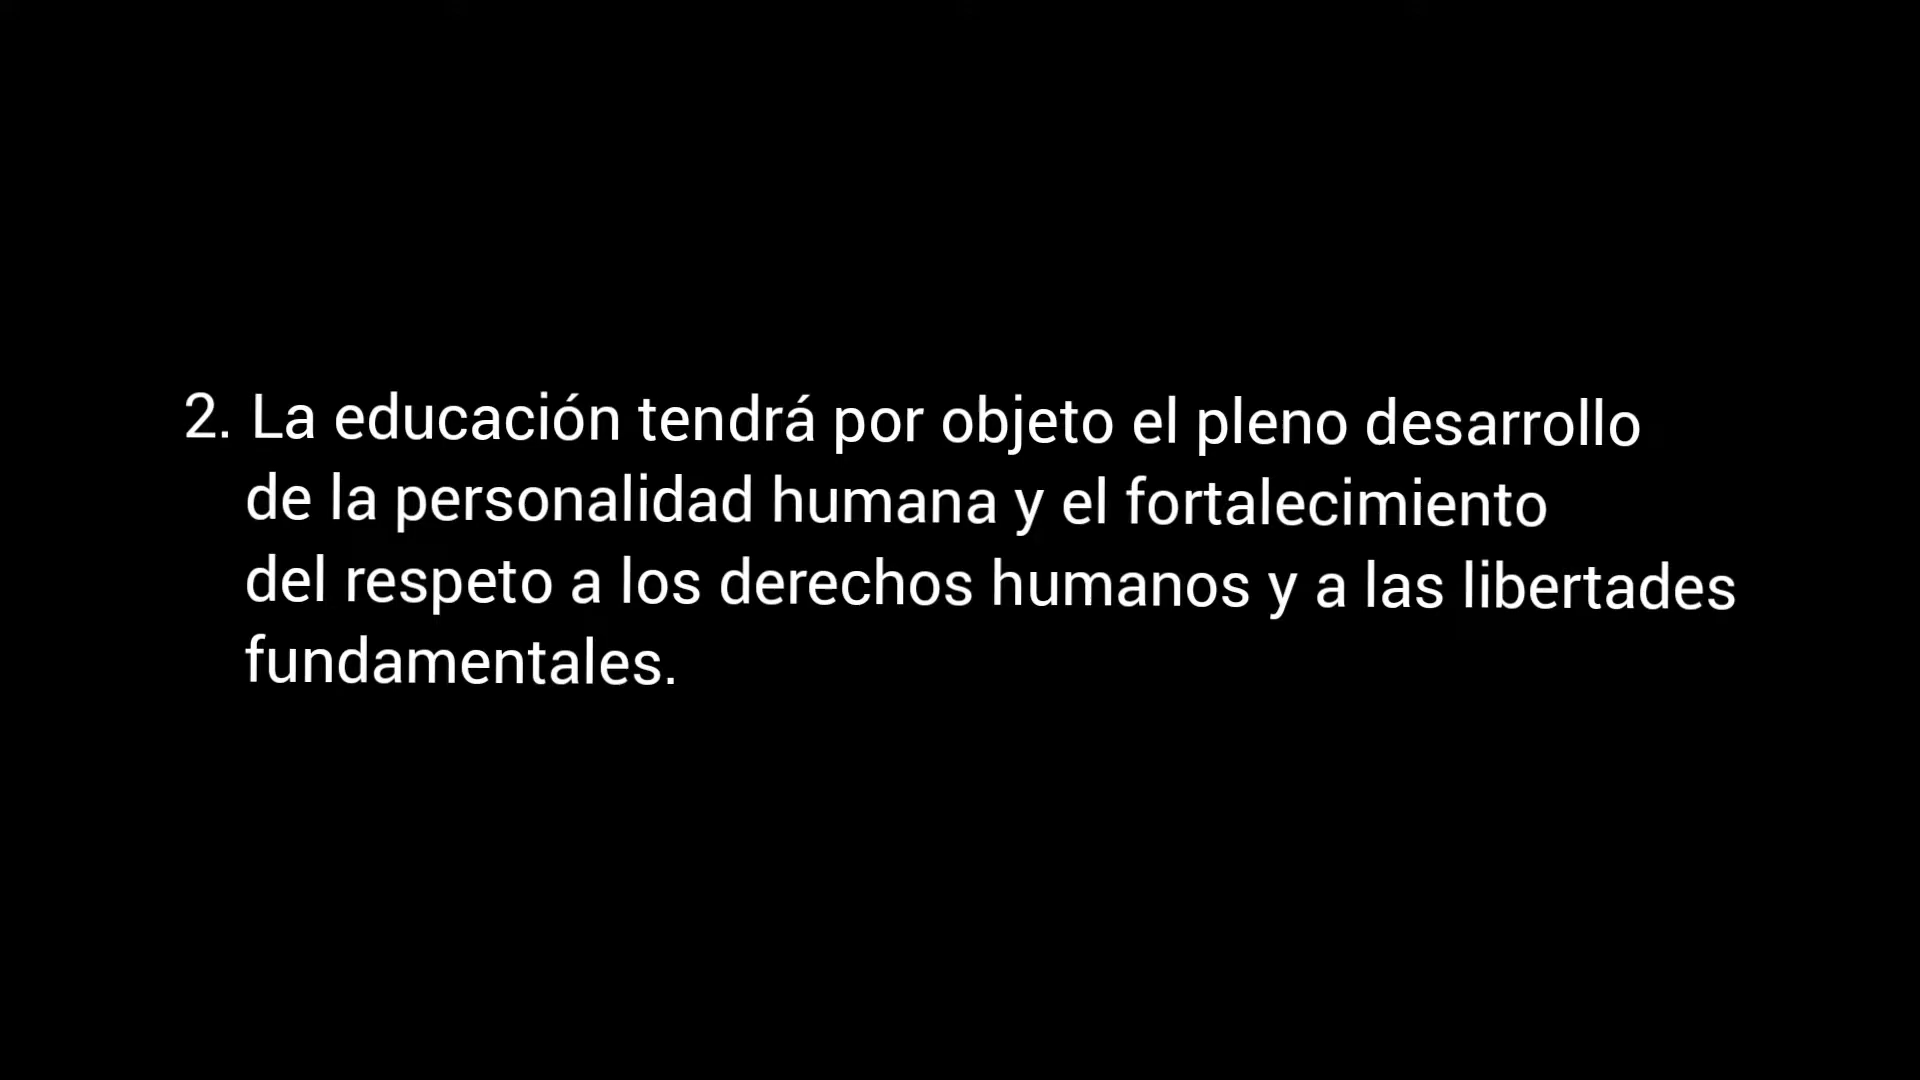 2. La educación tendrá por objeto el pleno desarrollo
de la personalidad humana y el fortalecimiento
del respeto a los derechos humanos y a las libertades
fundamentales.